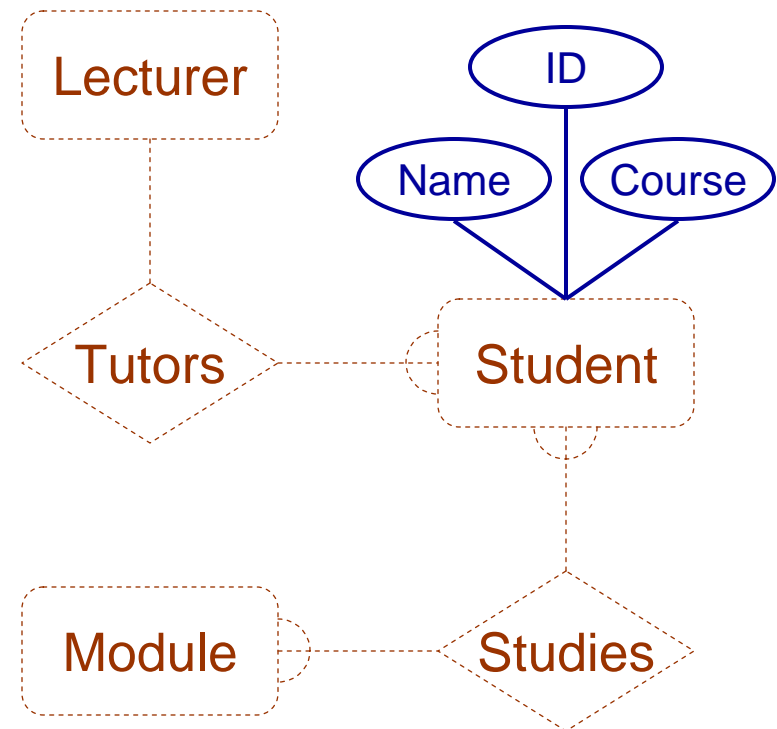 ID
Lecturer
Name
Course
Tutors
Student
Module
Studies